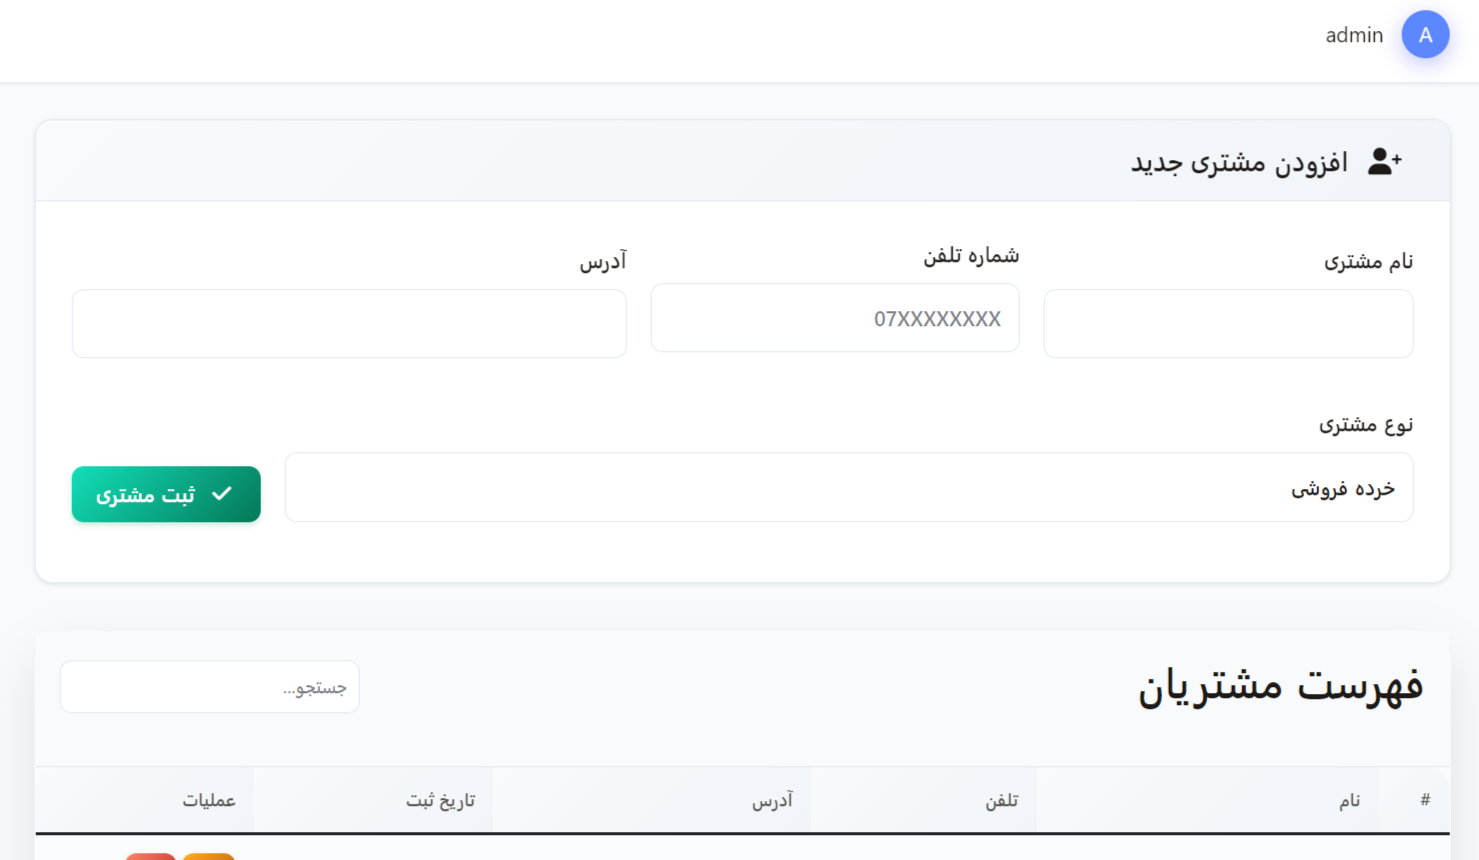 A admin
افزودن مشتری جدید
نام مشتری
شماره تلفن
آدرس
07XXXXXXXX
نوع مشتری
خرده فروشی
ثبت مشتری
فهرست مشتریان
جستجو...
# نام تلفن آدرس تاریخ ثبت عملیات